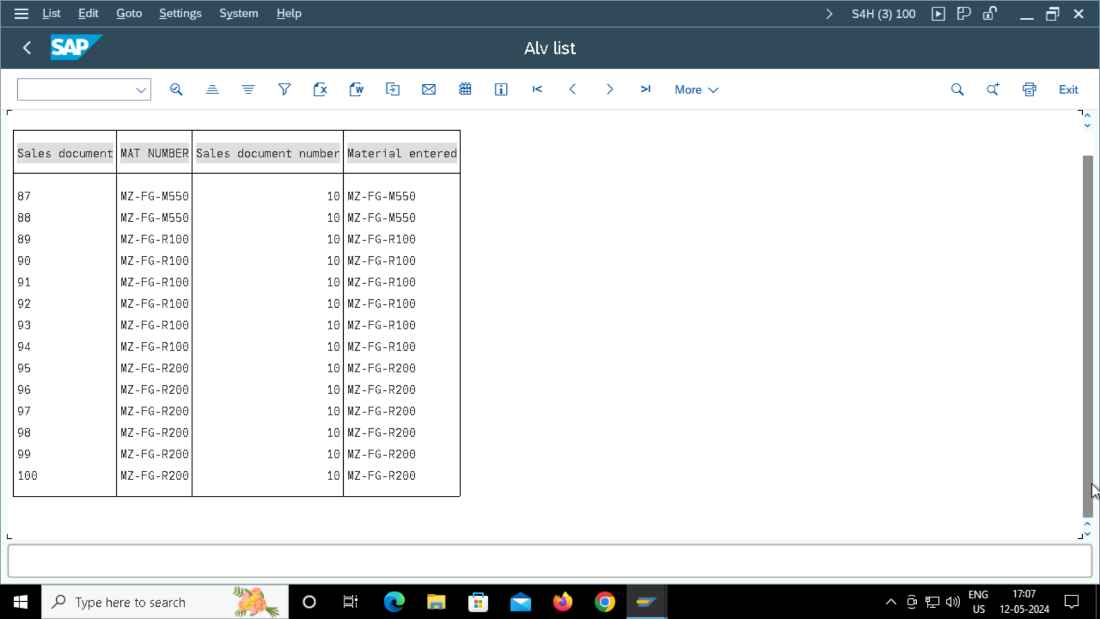 List Edit Goto Settings System Help S4H (3) 100
SAP Alv list
More Exit
Sales document MAT NUMBER Sales document number Material entered
87 MZ-FG-M550 10 MZ-FG-M550
88 MZ-FG-M550 10 MZ-FG-M550
89 MZ-FG-R100 10 MZ-FG-R100
90 MZ-FG-R100 10 MZ-FG-R100
91 MZ-FG-R100 10 MZ-FG-R100
92 MZ-FG-R100 10 MZ-FG-R100
93 MZ-FG-R100 10 MZ-FG-R100
94 MZ-FG-R100 10 MZ-FG-R100
95 MZ-FG-R200 10 MZ-FG-R200
96 MZ-FG-R200 10 MZ-FG-R200
97 MZ-FG-R200 10 MZ-FG-R200
98 MZ-FG-R200 10 MZ-FG-R200
99 MZ-FG-R200 10 MZ-FG-R200
100 MZ-FG-R200 10 MZ-FG-R200
Type here to search
ENG
US
17:07
12-05-2024